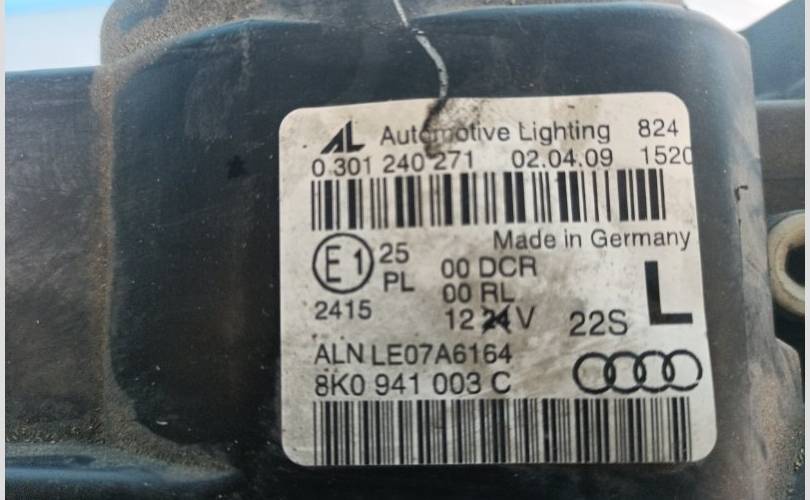 AL Automotive Lighting 824
0 301 240 271 02.04.09 1520
Made in Germany
E1 25 00 DCR L
PL 00 RL
2415 12 24 V 22S
ALN LE07A6164
8K0 941 003 C